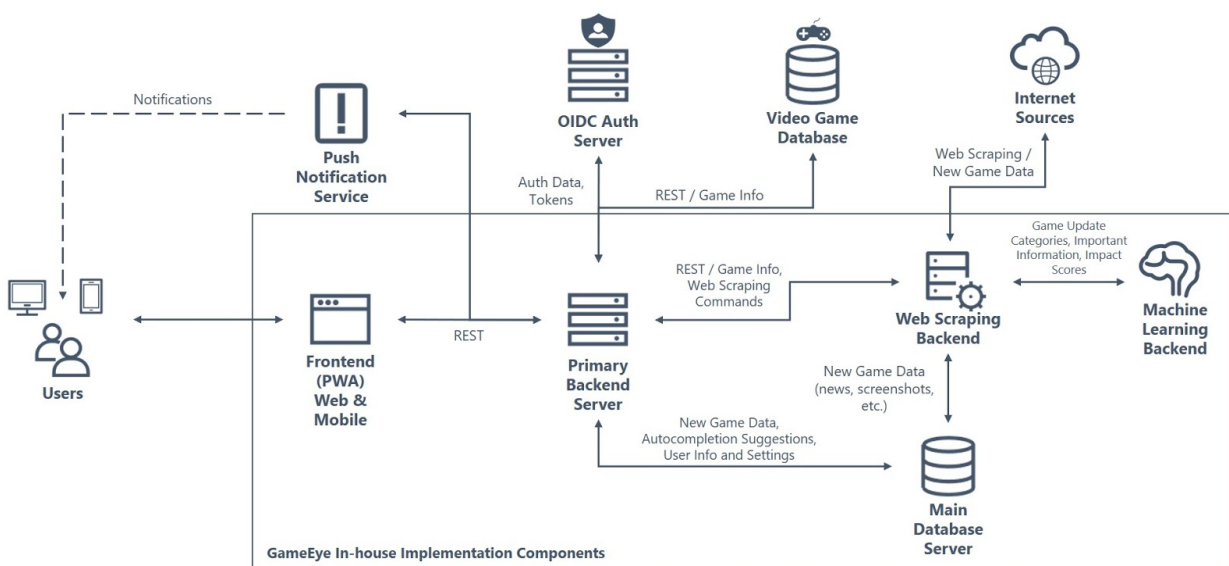 Notifications
Push
Notification
Service
OIDC Auth
Server
Video Game
Database
Internet
Sources
Auth Data,
Tokens
REST / Game Info
Web Scraping /
New Game Data
Game Update
Categories, Important
Information, Impact
Scores
REST / Game Info,
Web Scraping
Commands
Users
Frontend
(PWA)
Web &
Mobile
REST
Primary
Backend
Server
Web Scraping
Backend
Machine
Learning
Backend
New Game Data
(news, screenshots,
etc.)
New Game Data,
Autocompletion Suggestions,
User Info and Settings
Main
Database
Server
GameEye In-house Implementation Components